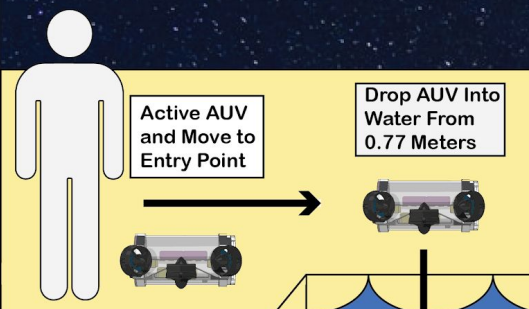 Active AUV
and Move to
Entry Point
Drop AUV Into
Water From
0.77 Meters